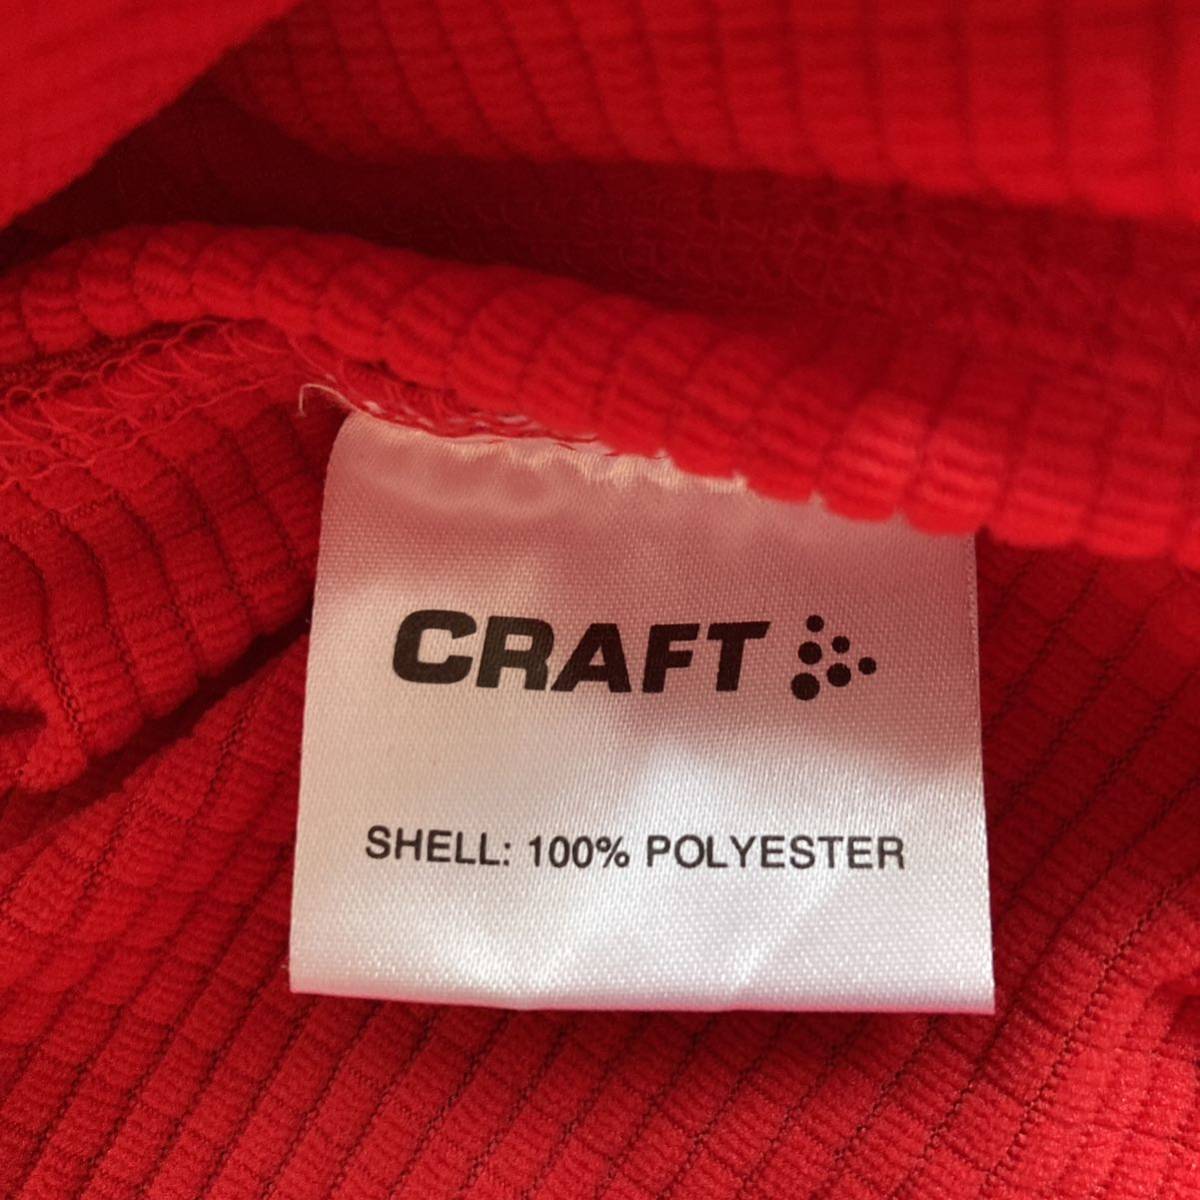 CRAFT
SHELL: 100% POLYESTER